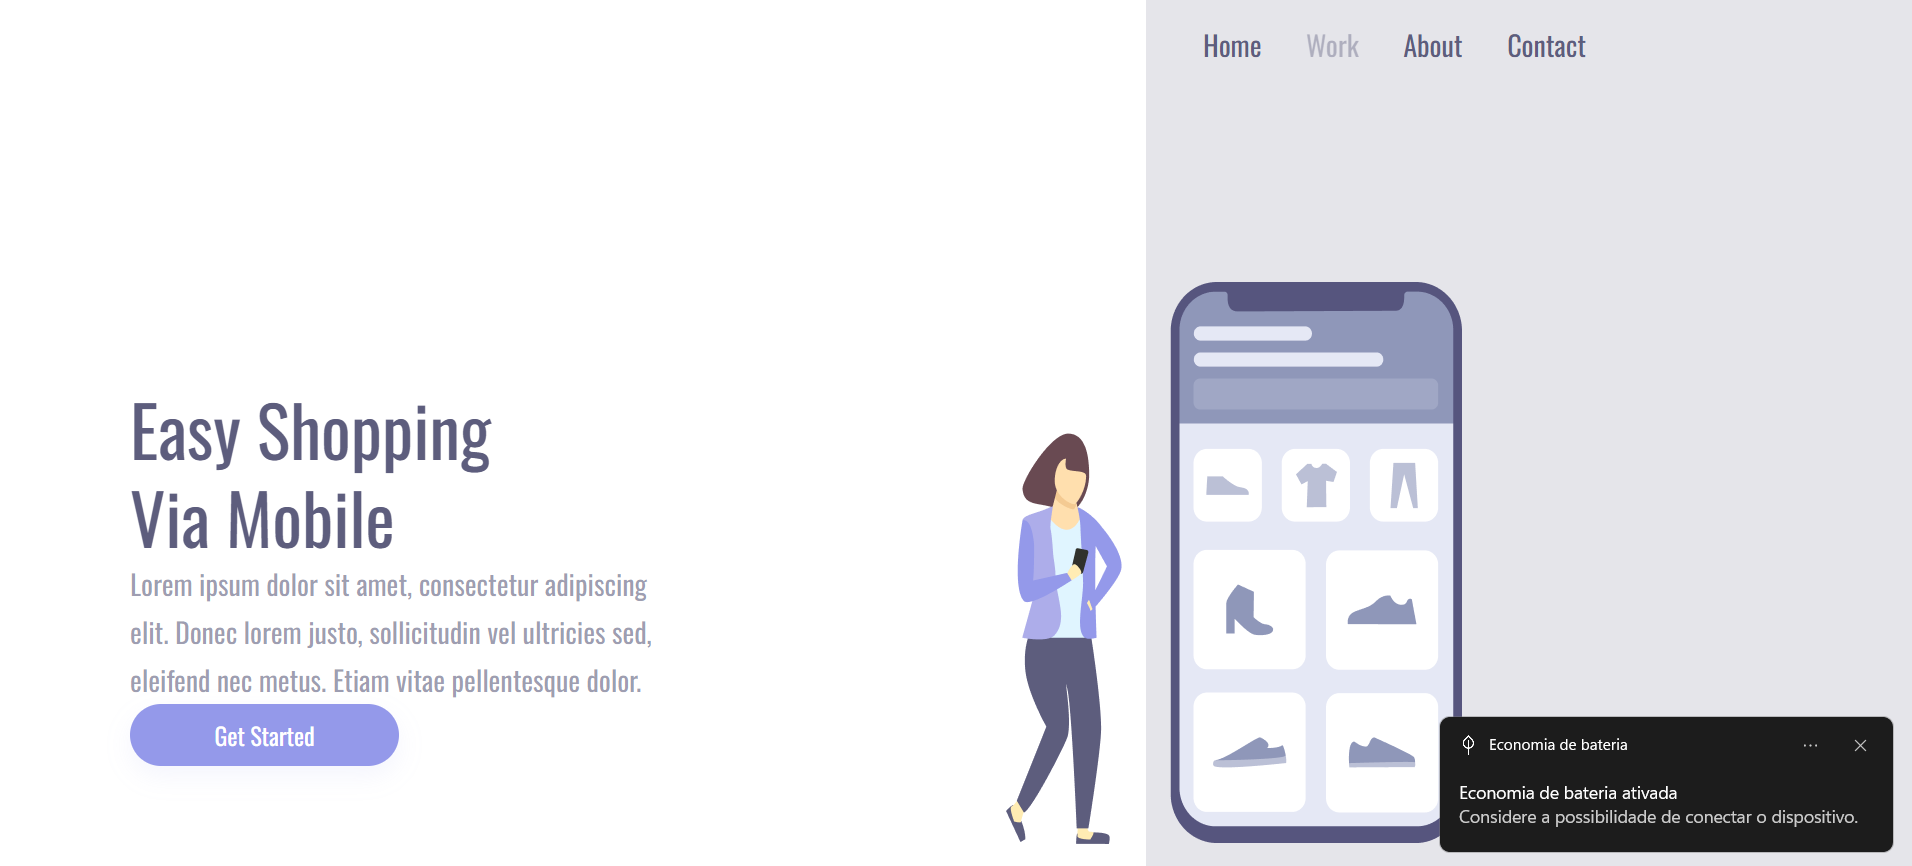 Home Work About Contact
Easy Shopping
Via Mobile
Lorem ipsum dolor sit amet, consectetur adipiscing
elit. Donec lorem justo, sollicitudin vel ultricies sed,
eleifend nec metus. Etiam vitae pellentesque dolor.
Get Started
Economia de bateria
Economia de bateria ativada
Considere a possibilidade de conectar o dispositivo.